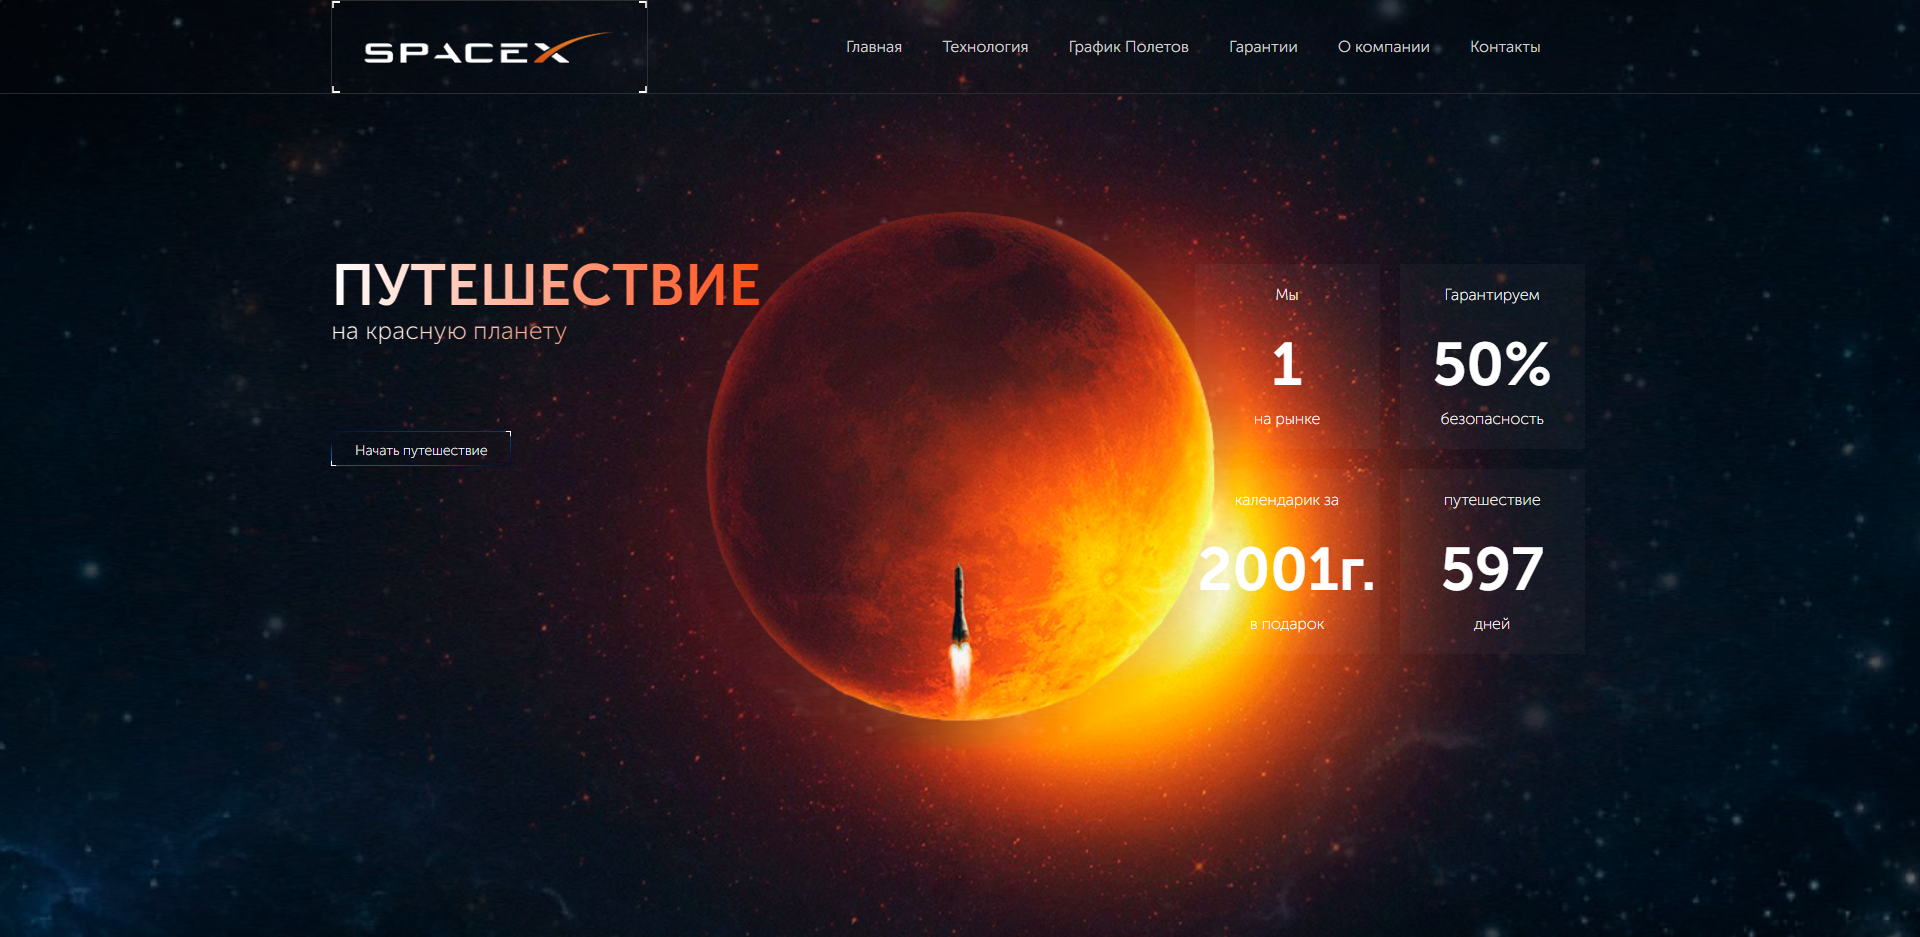 SPACEX
Главная
Технология
График Полетов
Гарантии
О компании
Контакты
ПУТЕШЕСТВИЕ
на красную планету
Начать путешествие
Мы
1
на рынке
Гарантируем
50%
безопасность
календарик за
2001г.
в подарок
путешествие
597
дней